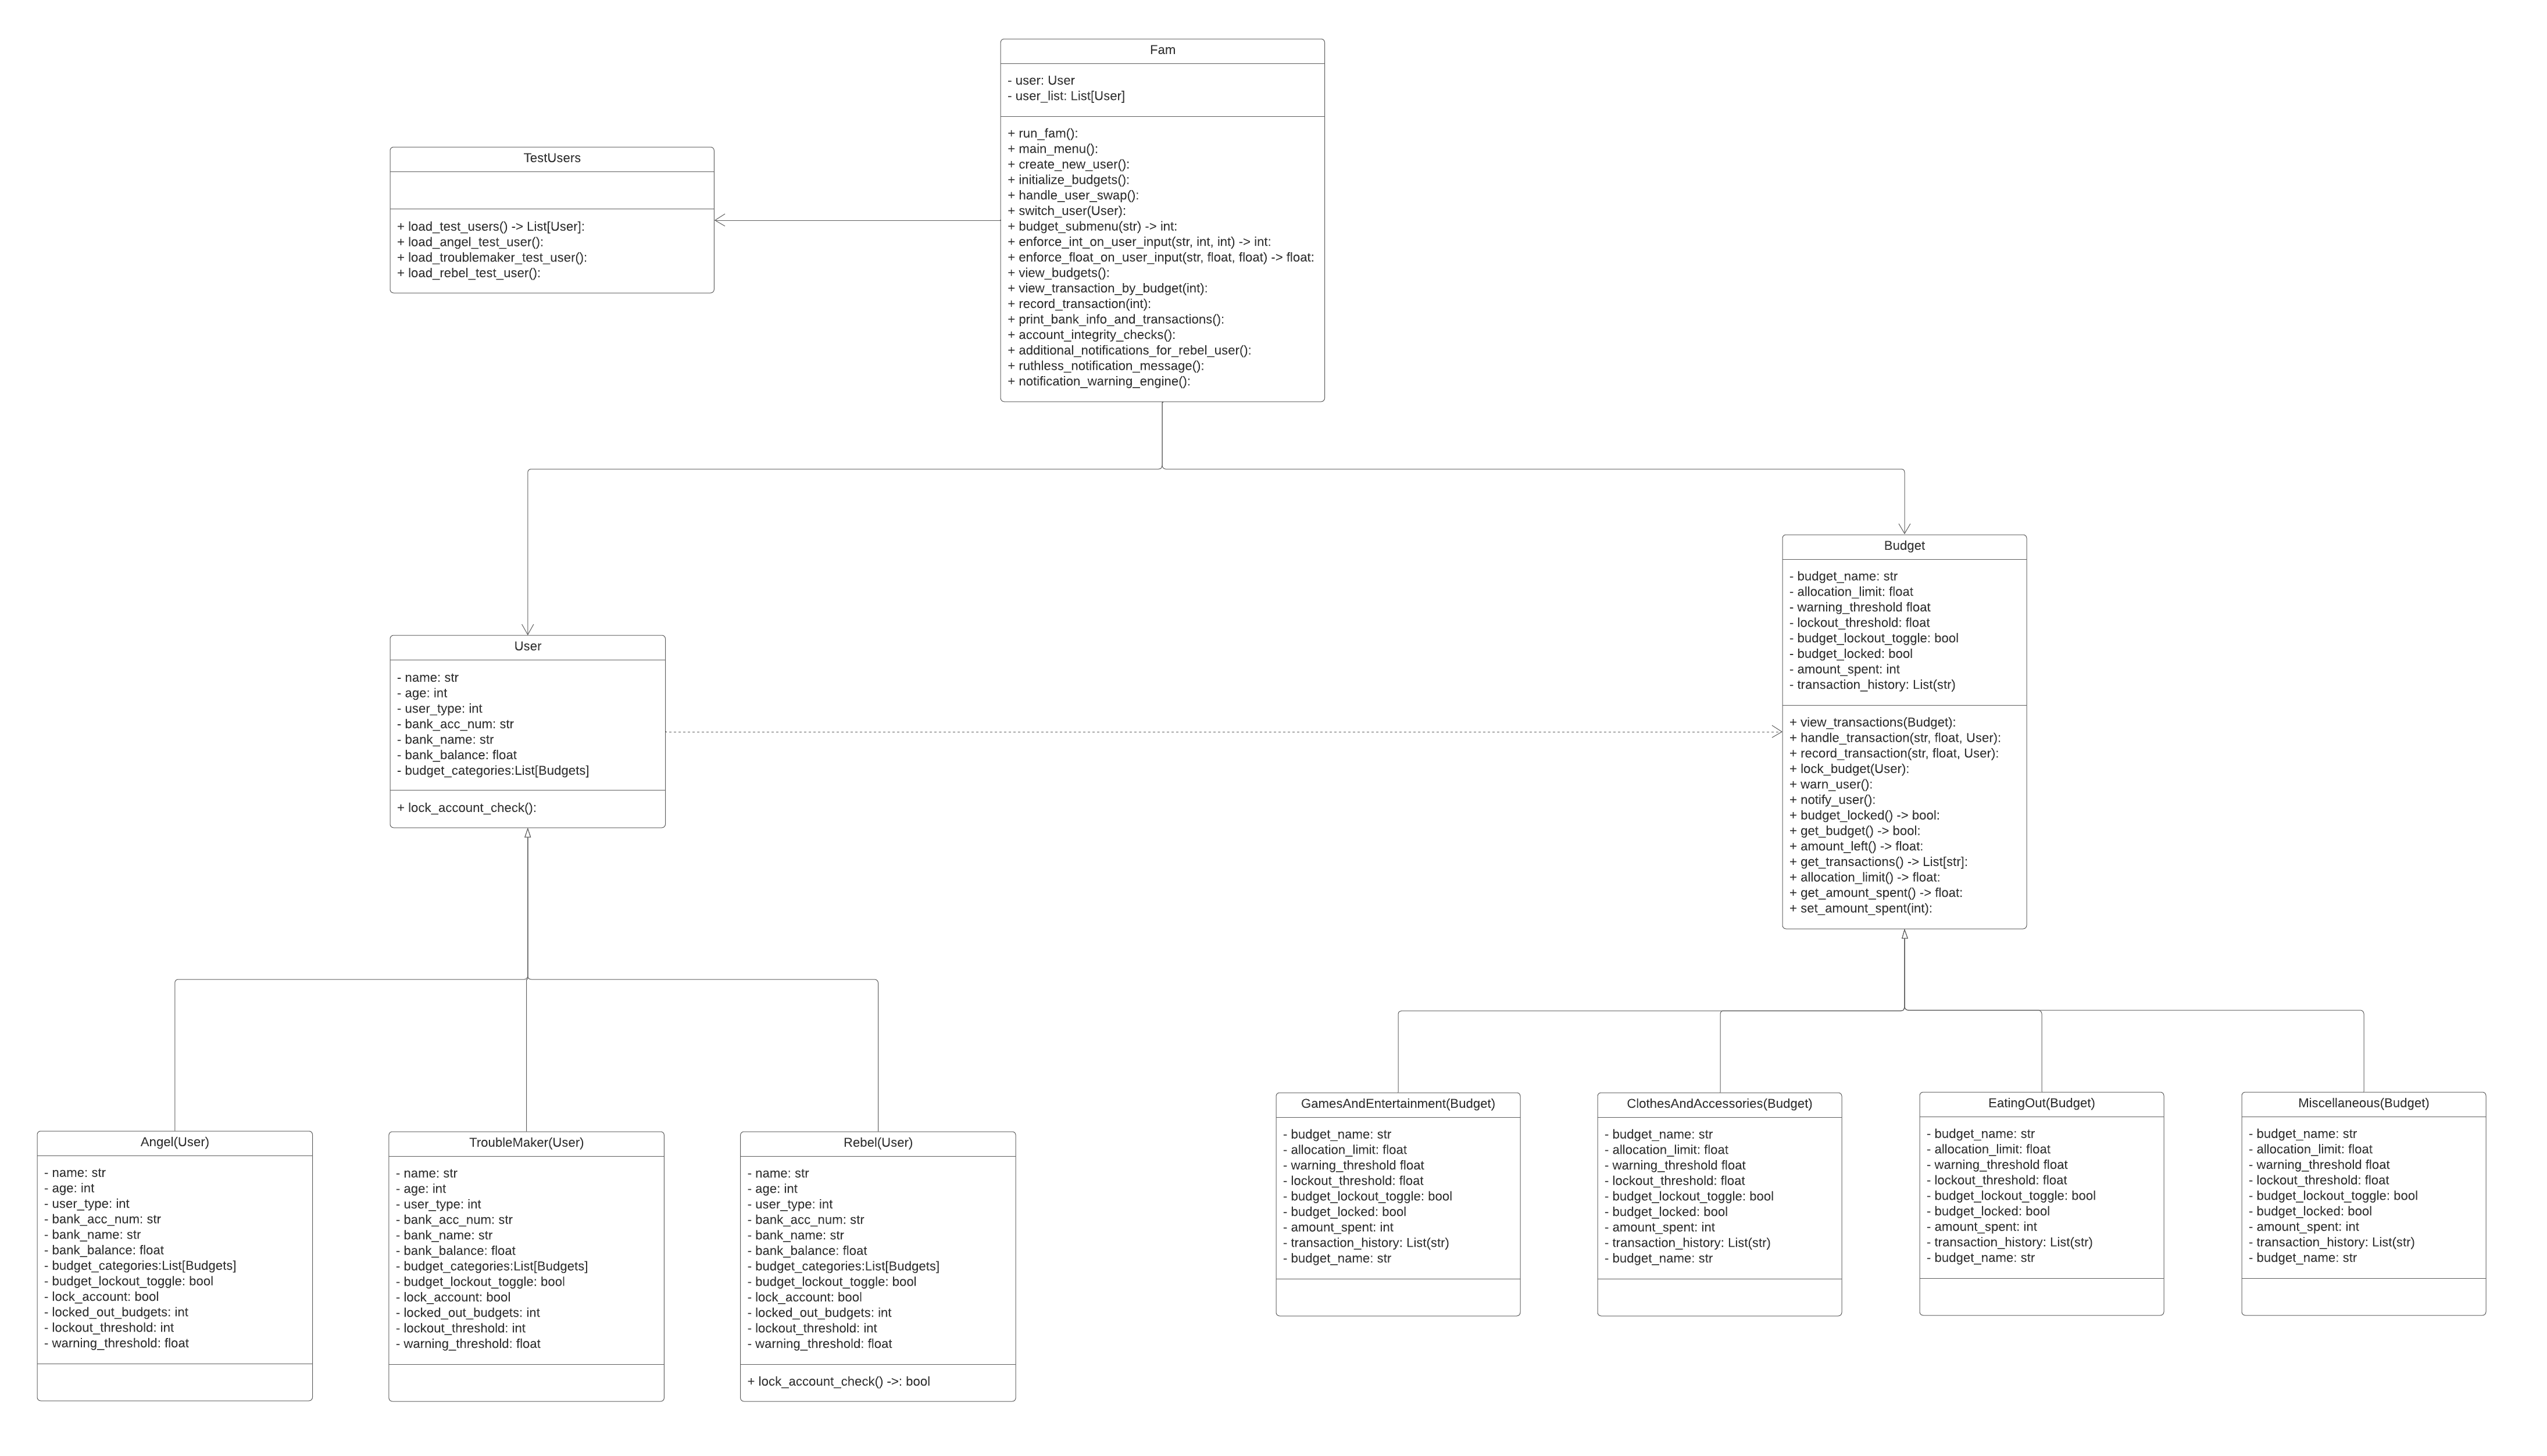 Fam
- user: User
- user_list: List[User]
+ run_fam():
+ main_menu():
+ create_new_user():
+ initialize_budgets():
+ handle_user_swap():
+ switch_user(User):
+ budget_submenu(str) -> int:
+ enforce_int_on_user_input(str, int, int) -> int:
+ enforce_float_on_user_input(str, float, float) -> float:
+ view_budgets():
+ view_transaction_by_budget(int):
+ record_transaction(int):
+ print_bank_info_and_transactions():
+ account_integrity_checks():
+ additional_notifications_for_rebel_user():
+ ruthless_notification_message():
+ notification_warning_engine():
TestUsers
+ load_test_users() -> List[User]:
+ load_angel_test_user():
+ load_troublemaker_test_user():
+ load_rebel_test_user():
User
- name: str
- age: int
- user_type: int
- bank_acc_num: str
- bank_name: str
- bank_balance: float
- budget_categories:List[Budgets]
+ lock_account_check():
Budget
- budget_name: str
- allocation_limit: float
- warning_threshold float
- lockout_threshold: float
- budget_lockout_toggle: bool
- budget_locked: bool
- amount_spent: int
- transaction_history: List(str)
+ view_transactions(Budget):
+ handle_transaction(str, float, User):
+ record_transaction(str, float, User):
+ lock_budget(User):
+ warn_user():
+ notify_user():
+ budget_locked() -> bool:
+ get_budget() -> bool:
+ amount_left() -> float:
+ get_transactions() -> List[str]:
+ allocation_limit() -> float:
+ get_amount_spent() -> float:
+ set_amount_spent(int):
Angel(User)
- name: str
- age: int
- user_type: int
- bank_acc_num: str
- bank_name: str
- bank_balance: float
- budget_categories:List[Budgets]
- budget_lockout_toggle: bool
- lock_account: bool
- locked_out_budgets: int
- lockout_threshold: int
- warning_threshold: float
TroubleMaker(User)
- name: str
- age: int
- user_type: int
- bank_acc_num: str
- bank_name: str
- bank_balance: float
- budget_categories:List[Budgets]
- budget_lockout_toggle: bool
- lock_account: bool
- locked_out_budgets: int
- lockout_threshold: int
- warning_threshold: float
Rebel(User)
- name: str
- age: int
- user_type: int
- bank_acc_num: str
- bank_name: str
- bank_balance: float
- budget_categories:List[Budgets]
- budget_lockout_toggle: bool
- lock_account: bool
- locked_out_budgets: int
- lockout_threshold: int
- warning_threshold: float
+ lock_account_check() ->: bool
GamesAndEntertainment(Budget)
- budget_name: str
- allocation_limit: float
- warning_threshold float
- lockout_threshold: float
- budget_lockout_toggle: bool
- budget_locked: bool
- amount_spent: int
- transaction_history: List(str)
- budget_name: str
ClothesAndAccessories(Budget)
- budget_name: str
- allocation_limit: float
- warning_threshold float
- lockout_threshold: float
- budget_lockout_toggle: bool
- budget_locked: bool
- amount_spent: int
- transaction_history: List(str)
- budget_name: str
EatingOut(Budget)
- budget_name: str
- allocation_limit: float
- warning_threshold float
- lockout_threshold: float
- budget_lockout_toggle: bool
- budget_locked: bool
- amount_spent: int
- transaction_history: List(str)
- budget_name: str
Miscellaneous(Budget)
- budget_name: str
- allocation_limit: float
- warning_threshold float
- lockout_threshold: float
- budget_lockout_toggle: bool
- budget_locked: bool
- amount_spent: int
- transaction_history: List(str)
- budget_name: str